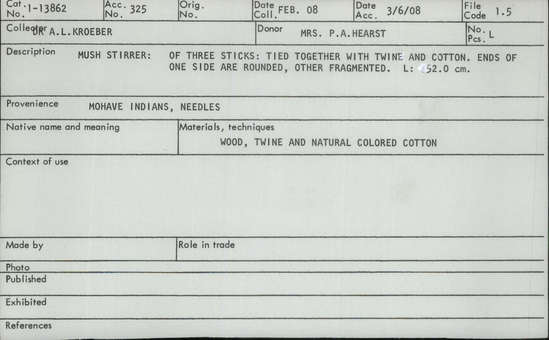 Cat. No. 1-13862 Acc. No. 325 Orig. No. Date Coll. FEB. 08 Date Acc. 3/6/08 File Code 1.5
Collector DR A.L.KROEBER Donor MRS. P.A.HEARST No. Pcs. L
Description MUSH STIRRER: OF THREE STICKS: TIED TOGETHER WITH TWINE AND COTTON. ENDS OF
ONE SIDE ARE ROUNDED, OTHER FRAGMENTED. L: 52.0 cm.
Provenience MOHAVE INDIANS, NEEDLES
Native name and meaning Materials, techniques
WOOD, TWINE AND NATURAL COLORED COTTON
Context of use
Made by Role in trade
Photo
Published
Exhibited
References